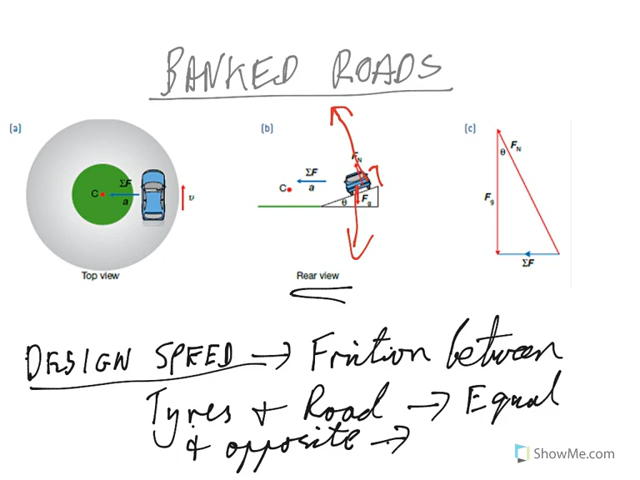 BANKED ROADS
(a)
(b)
(c)
C
ΣF
a
v
Top view
ΣF
a
C
F_N
θ
F_g
Rear view
θ
F_N
F_g
ΣF
DESIGN SPEED → Friction between
Tyres & Road → Equal
& opposite →
ShowMe.com